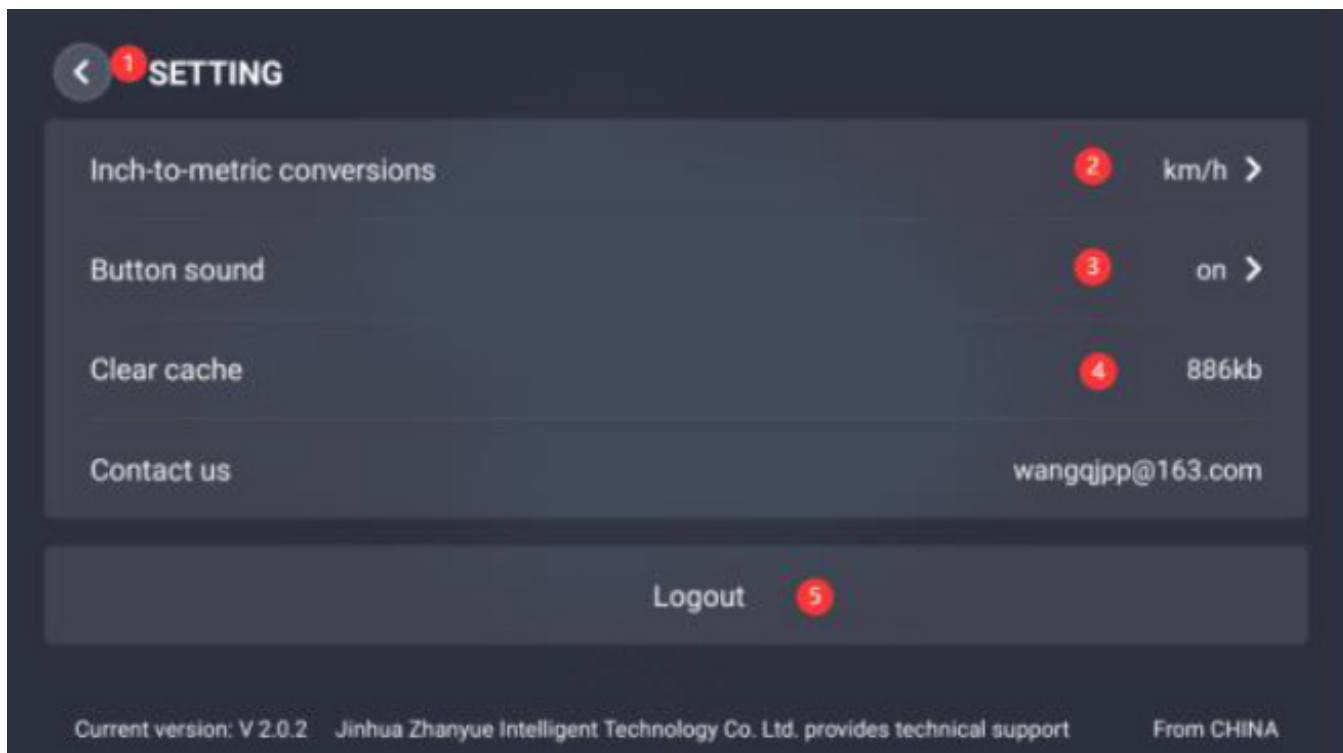 1 SETTING
Inch-to-metric conversions 2 km/h
Button sound 3 on
Clear cache 4 886kb
Contact us wangqjpp@163.com
Logout 5
Current version: V 2.0.2 Jinhua Zhanyue Intelligent Technology Co. Ltd. provides technical support From CHINA